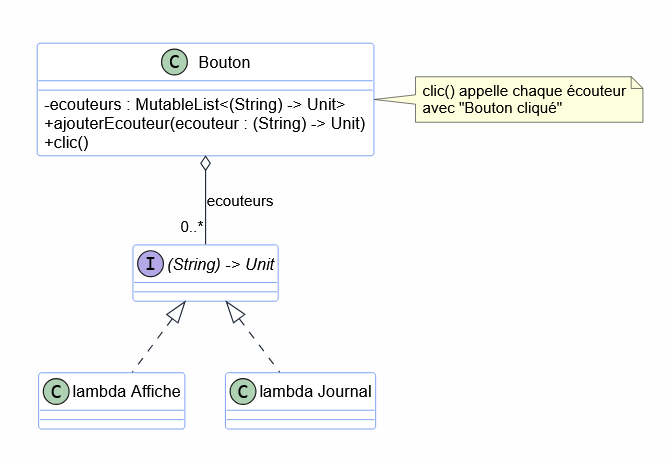 C Bouton
-ecouteurs : MutableList<(String) -> Unit>
+ajouterEcouteur(ecouteur : (String) -> Unit)
+clic()
clic() appelle chaque écouteur
avec "Bouton cliqué"
ecouteurs
0..*
I (String) -> Unit
C lambda Affiche
C lambda Journal